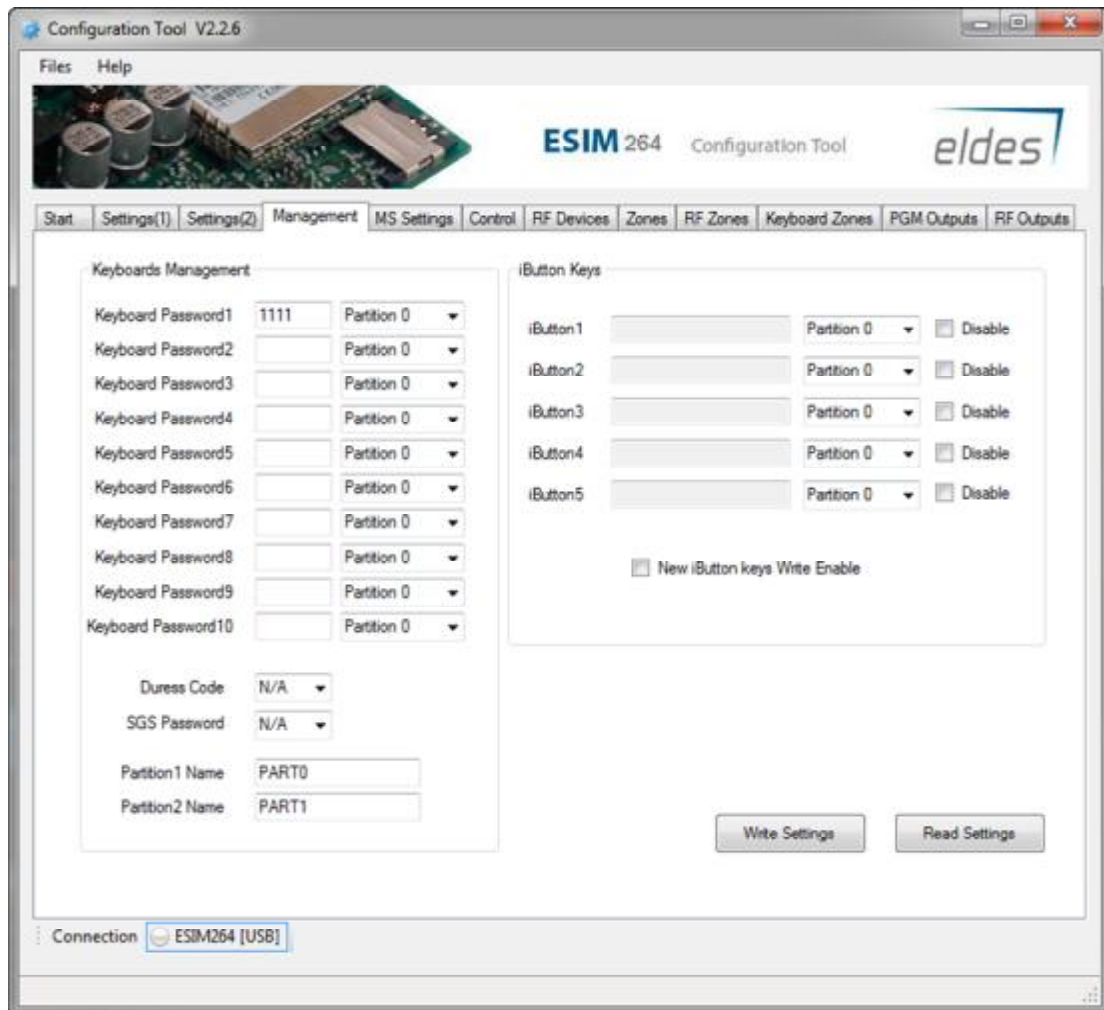 Configuration Tool V2.2.6
Files Help
ESIM 264 Configuration Tool eldes
Start Settings(1) Settings(2) Management MS Settings Control RF Devices Zones RF Zones Keyboard Zones PGM Outputs RF Outputs
Keyboards Management
Keyboard Password1 1111 Partition 0
Keyboard Password2 Partition 0
Keyboard Password3 Partition 0
Keyboard Password4 Partition 0
Keyboard Password5 Partition 0
Keyboard Password6 Partition 0
Keyboard Password7 Partition 0
Keyboard Password8 Partition 0
Keyboard Password9 Partition 0
Keyboard Password10 Partition 0
Duress Code N/A
SGS Password N/A
Partition1 Name PART0
Partition2 Name PART1
iButton Keys
iButton1 Partition 0 Disable
iButton2 Partition 0 Disable
iButton3 Partition 0 Disable
iButton4 Partition 0 Disable
iButton5 Partition 0 Disable
New iButton keys Write Enable
Write Settings Read Settings
Connection ESIM264 [USB]